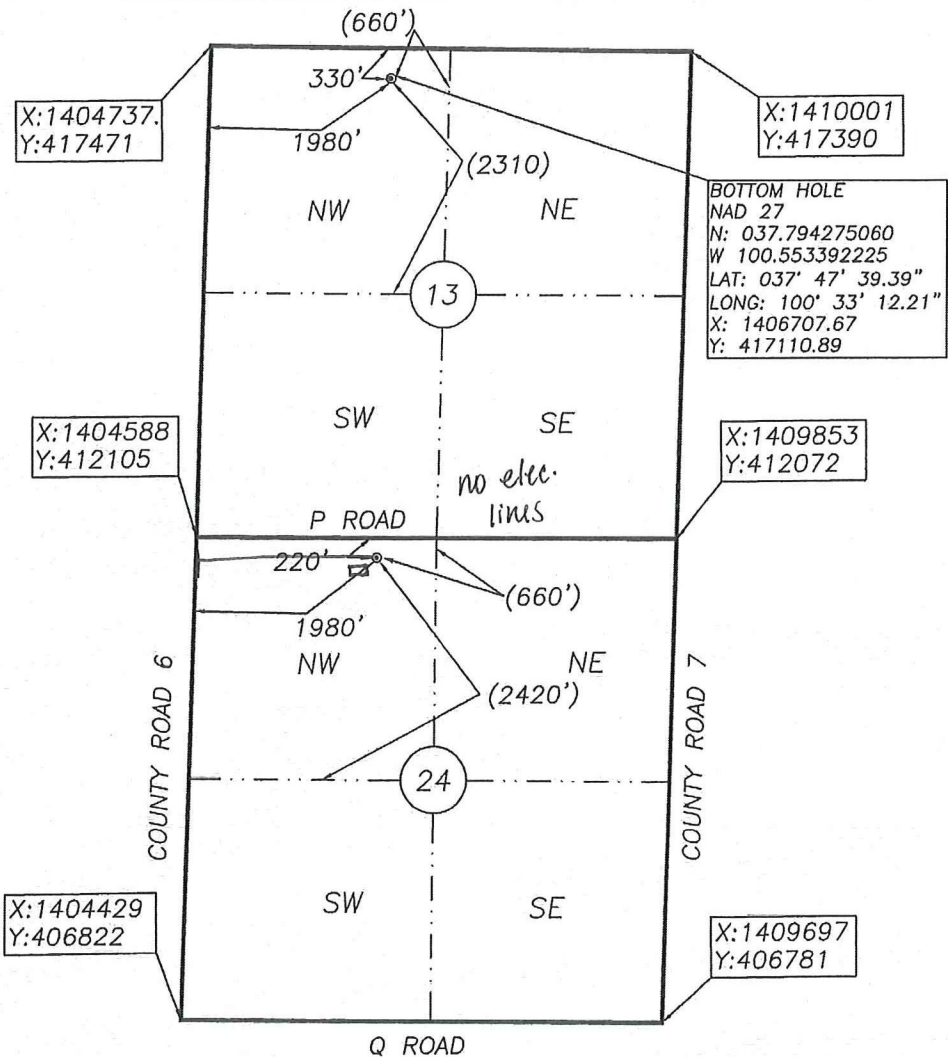 (660')
330'
X:1404737.
Y:417471
X:1410001
Y:417390
1980'
(2310)
BOTTOM HOLE
NAD 27
N: 037.794275060
W 100.553392225
LAT: 037' 47' 39.39"
LONG: 100° 33' 12.21"
X: 1406707.67
Y: 417110.89
NW
NE
13
SW
SE
X:1404588
Y:412105
X:1409853
Y:412072
no elec.
lines
P ROAD
220'
(660')
1980'
NW
NE
(2420')
COUNTY ROAD 6
COUNTY ROAD 7
24
SW
SE
X:1404429
Y:406822
X:1409697
Y:406781
Q ROAD